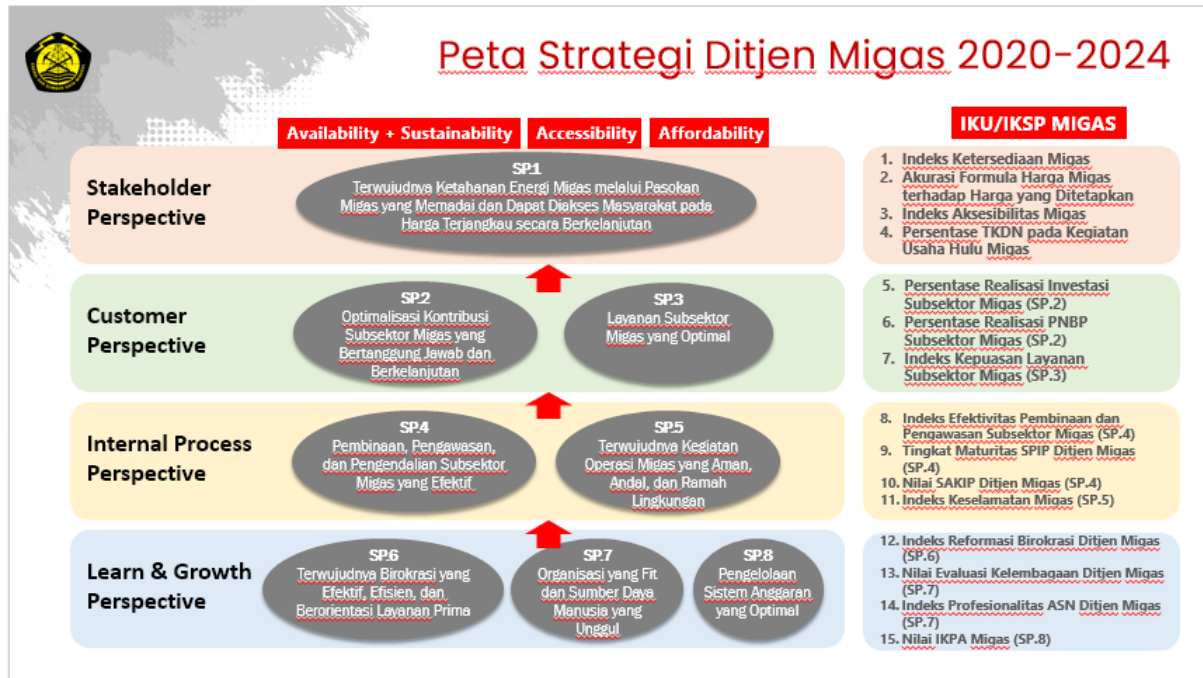 Peta Strategi Ditjen Migas 2020-2024
Availability + Sustainability
Accessibility
Affordability
IKU/IKSP MIGAS
Stakeholder
Perspective
SP.1
Terwujudnya Ketahanan Energi Migas melalui Pasokan
Migas yang Memadai dan Dapat Diakses Masyarakat pada
Harga Terjangkau secara Berkelanjutan
1. Indeks Ketersediaan Migas
2. Akurasi Formula Harga Migas
terhadap Harga yang Ditetapkan
3. Indeks Aksesibilitas Migas
4. Persentase TKDN pada Kegiatan
Usaha Hulu Migas
Customer
Perspective
SP.2
Optimalisasi Kontribusi
Subsektor Migas yang
Bertanggung Jawab dan
Berkelanjutan
SP.3
Layanan Subsektor
Migas yang Optimal
5. Persentase Realisasi Investasi
Subsektor Migas (SP.2)
6. Persentase Realisasi PNBP
Subsektor Migas (SP.2)
7. Indeks Kepuasan Layanan
Subsektor Migas (SP.3)
Internal Process
Perspective
SP.4
Pembinaan, Pengawasan,
dan Pengendalian Subsektor
Migas yang Efektif
SP.5
Terwujudnya Kegiatan
Operasi Migas yang Aman,
Andal, dan Ramah
Lingkungan
8. Indeks Efektivitas Pembinaan dan
Pengawasan Subsektor Migas (SP.4)
9. Tingkat Maturitas SPIP Ditjen Migas
(SP.4)
10. Nilai SAKIP Ditjen Migas (SP.4)
11. Indeks Keselamatan Migas (SP.5)
Learn & Growth
Perspective
SP.6
Terwujudnya Birokrasi yang
Efektif, Efisien, dan
Berorientasi Layanan Prima
SP.7
Organisasi yang Fit
dan Sumber Daya
Manusia yang
Unggul
SP.8
Pengelolaan
Sistem Anggaran
yang Optimal
12. Indeks Reformasi Birokrasi Ditjen Migas
(SP.6)
13. Nilai Evaluasi Kelembagaan Ditjen Migas
(SP.7)
14. Indeks Profesionalitas ASN Ditjen Migas
(SP.7)
15. Nilai IKPA Migas (SP.8)